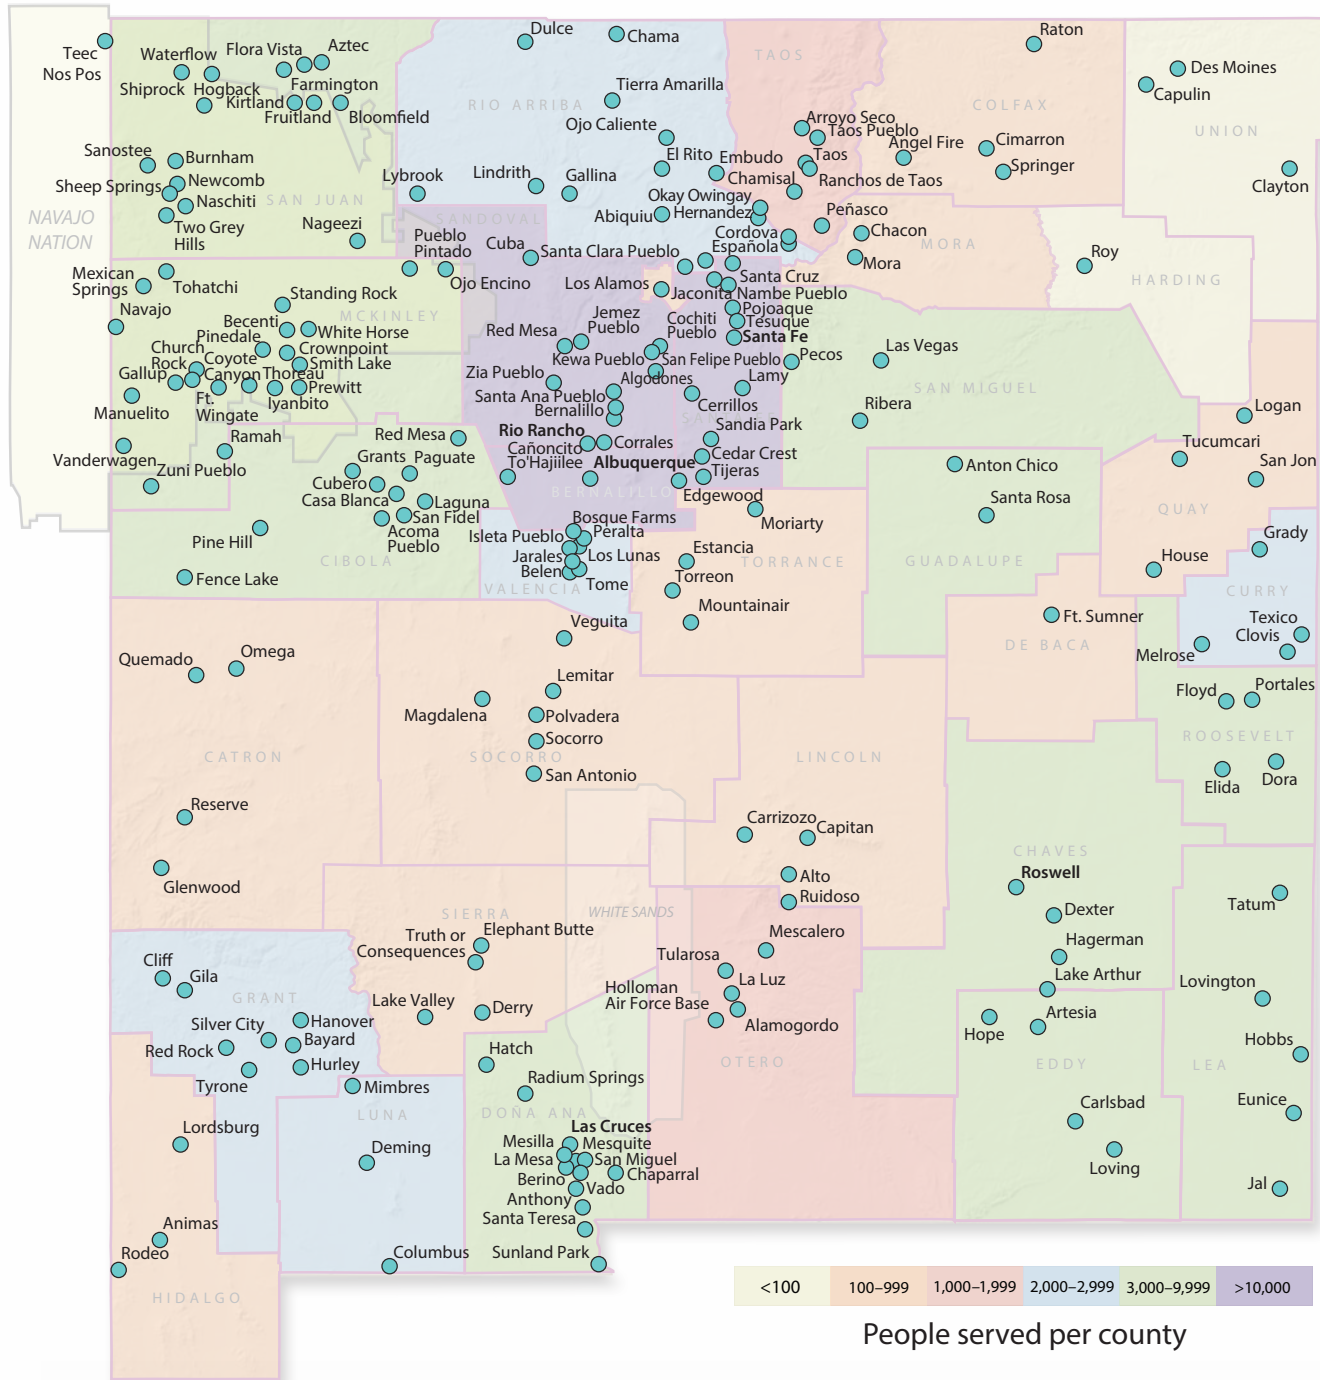 Dulce
Chama
Raton
Teec
Nos Pos
Waterflow
Flora Vista
Aztec
TAOS
Des Moines
Shiprock
Hogback
Farmington
Kirtland
Fruitland
Bloomfield
Tierra Amarilla
RIO ARRIBA
COLFAX
Capulin
UNION
Ojo Caliente
Arroyo Seco
Taos Pueblo
Angel Fire
Cimarron
Sanostee
Burnham
El Rito
Embudo
Taos
Springer
Sheep Springs
Newcomb
Lybrook
Lindrith
Gallina
Chamisal
Ranchos de Taos
Clayton
Naschiti
SAN JUAN
Okay Owingay
NAVAJO
NATION
Two Grey
Hills
Nageezi
SANDOVAL
Abiquiu
Hernandez
Peñasco
Pueblo
Pintado
Cuba
Santa Clara Pueblo
Cordova
Española
Chacon
MORA
Mora
Roy
HARDING
Mexican
Springs
Tohatchi
Ojo Encino
Los Alamos
Santa Cruz
Jaconita
Nambe Pueblo
Standing Rock
Navajo
MCKINLEY
Jemez
Pueblo
Cochiti
Pueblo
Pojoaque
Tesuque
Becenti
White Horse
Red Mesa
Santa Fe
Pinedale
Crownpoint
Church
Rock
Coyote
Canyon
Smith Lake
Kewa Pueblo
San Felipe Pueblo
Pecos
Las Vegas
Gallup
Thoreau
Zia Pueblo
Algodones
Lamy
SAN MIGUEL
Prewitt
Ft.
Wingate
Iyanbito
Santa Ana Pueblo
Bernalillo
Cerrillos
Ribera
Logan
Manuelito
SANTA FE
Rio Rancho
Sandia Park
Ramah
Red Mesa
Cañoncito
Corrales
Tucumcari
Vanderwagen
Grants
Paguate
To'Hajiilee
Albuquerque
Cedar Crest
Anton Chico
San Jon
Zuni Pueblo
Cubero
Tijeras
Casa Blanca
Laguna
BERNALILLO
Edgewood
Santa Rosa
QUAY
San Fidel
Bosque Farms
Moriarty
Grady
Pine Hill
Acoma
Pueblo
Isleta Pueblo
Peralta
Estancia
CIBOLA
Jarales
Los Lunas
TORRANCE
GUADALUPE
House
Fence Lake
Belen
Tome
Torreon
CURRY
VALENCIA
Mountainair
Ft. Sumner
Texico
Clovis
Veguita
DE BACA
Melrose
Quemado
Omega
Lemitar
Floyd
Portales
Magdalena
Polvadera
ROOSEVELT
CATRON
SOCORRO
Socorro
LINCOLN
San Antonio
Elida
Dora
Reserve
Carrizozo
Capitan
CHAVES
Glenwood
Alto
Roswell
Ruidoso
Tatum
SIERRA
WHITE SANDS
Dexter
Elephant Butte
Truth or
Consequences
Mescalero
Hagerman
Cliff
Gila
Tularosa
Lake Arthur
Lovington
GRANT
Lake Valley
Derry
Holloman
Air Force Base
La Luz
Silver City
Hanover
Alamogordo
Hope
Artesia
Red Rock
Bayard
Hatch
Hobbs
Tyrone
Hurley
Mimbres
Radium Springs
OTERO
EDDY
LEA
LUNA
DOÑA ANA
Carlsbad
Eunice
Lordsburg
Las Cruces
Deming
Mesilla
Mesquite
La Mesa
San Miguel
Loving
Berino
Chaparral
Vado
Jal
Anthony
Santa Teresa
Animas
Rodeo
Columbus
Sunland Park
HIDALGO
<100
100–999
1,000–1,999
2,000–2,999
3,000–9,999
>10,000
People served per county